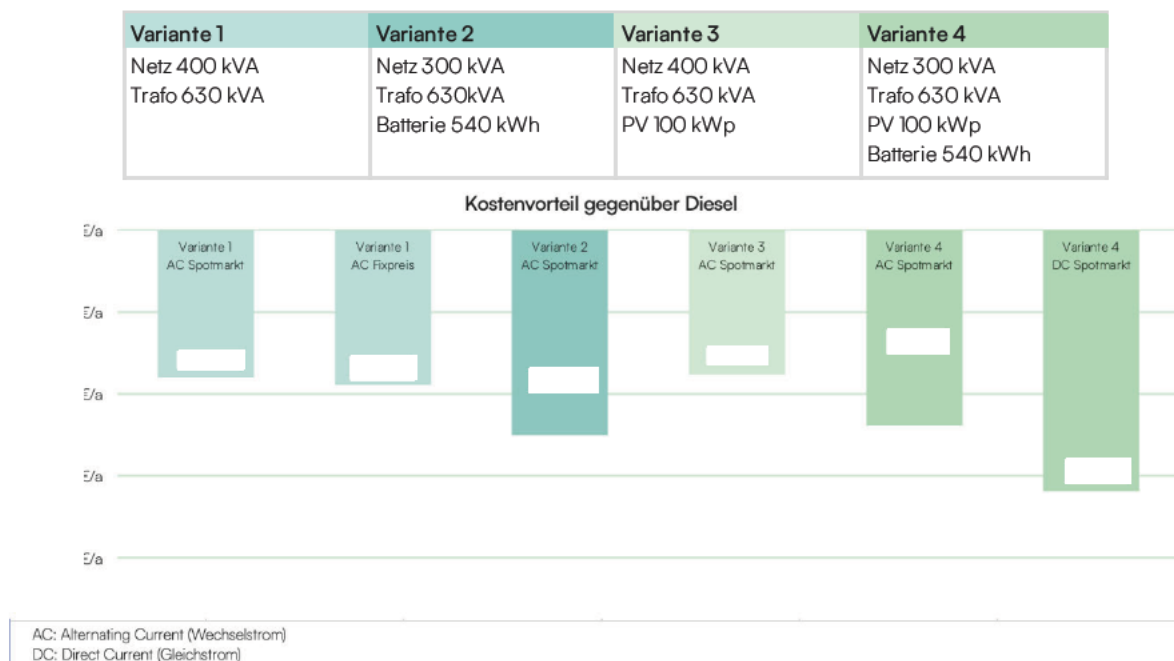 Variante 1
Variante 2
Variante 3
Variante 4
Netz 400 kVA
Trafo 630 kVA
Netz 300 kVA
Trafo 630kVA
Batterie 540 kWh
Netz 400 kVA
Trafo 630 kVA
PV 100 kWp
Netz 300 kVA
Trafo 630 kVA
PV 100 kWp
Batterie 540 kWh
Kostenvorteil gegenüber Diesel
€/a
€/a
€/a
€/a
€/a
Variante 1
AC Spotmarkt
Variante 1
AC Fixpreis
Variante 2
AC Spotmarkt
Variante 3
AC Spotmarkt
Variante 4
AC Spotmarkt
Variante 4
DC Spotmarkt
AC: Alternating Current (Wechselstrom)
DC: Direct Current (Gleichstrom)